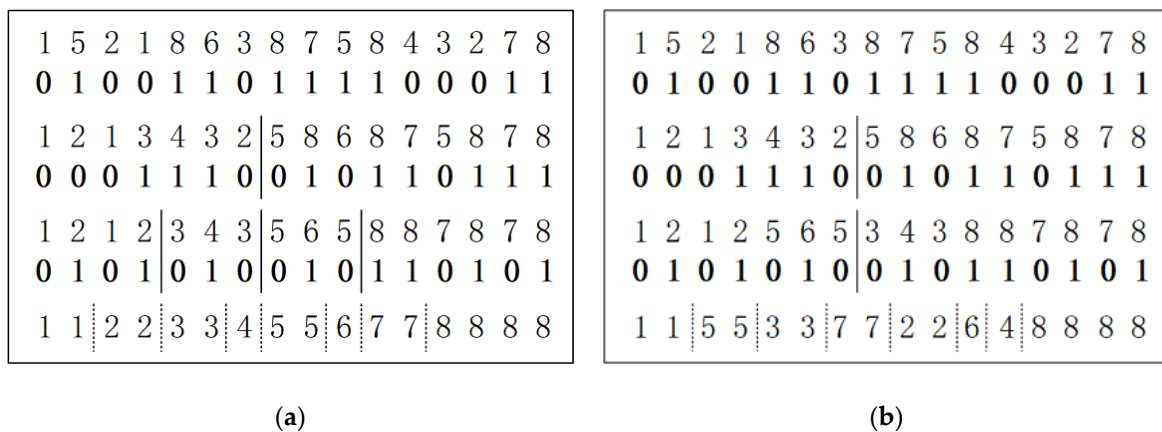 1 5 2 1 8 6 3 8 7 5 8 4 3 2 7 8
0 1 0 0 1 1 0 1 1 1 1 0 0 0 1 1
1 2 1 3 4 3 2 5 8 6 8 7 5 8 7 8
0 0 0 1 1 1 0 0 1 0 1 1 0 1 1 1
1 2 1 2 3 4 3 5 6 5 8 8 7 8 7 8
0 1 0 1 0 1 0 0 1 0 1 1 0 1 0 1
1 1 2 2 3 3 4 5 5 6 7 7 8 8 8 8
(a)
1 5 2 1 8 6 3 8 7 5 8 4 3 2 7 8
0 1 0 0 1 1 0 1 1 1 1 0 0 0 1 1
1 2 1 3 4 3 2 5 8 6 8 7 5 8 7 8
0 0 0 1 1 1 0 0 1 0 1 1 0 1 1 1
1 2 1 2 5 6 5 3 4 3 8 8 7 8 7 8
0 1 0 1 0 1 0 0 1 0 1 1 0 1 0 1
1 1 5 5 3 3 7 7 2 2 6 4 8 8 8 8
(b)